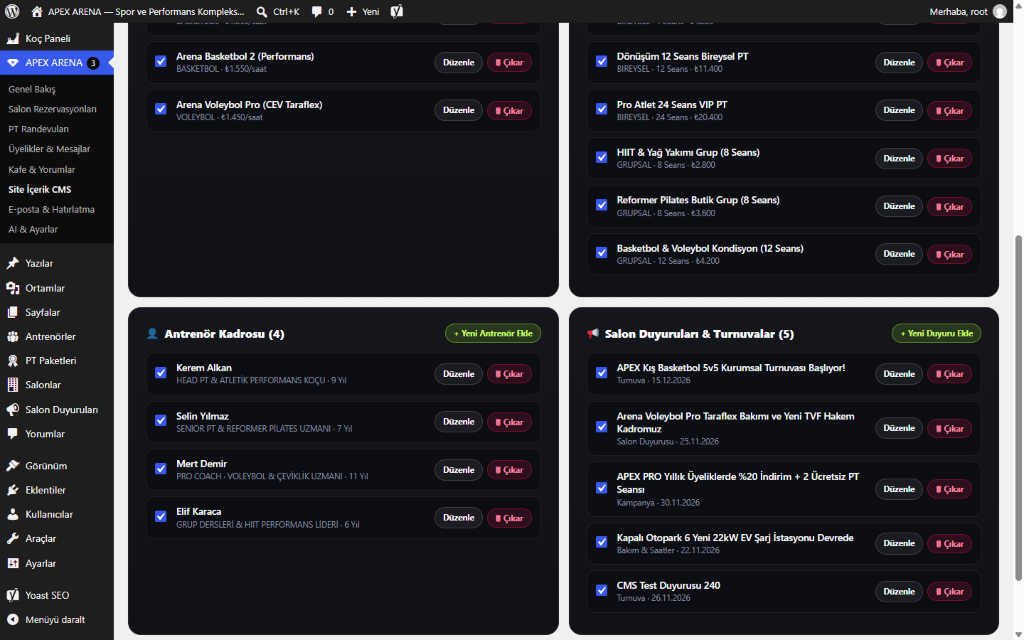 APEX ARENA — Spor ve Performans Kompleks...
Ctrl+K
0
Yeni
Merhaba, root
Koç Paneli
APEX ARENA 3
Genel Bakış
Salon Rezervasyonları
PT Randevuları
Üyelikler & Mesajlar
Kafe & Yorumlar
Site İçerik CMS
E-posta & Hatırlatma
AI & Ayarlar
Yazılar
Ortamlar
Sayfalar
Antrenörler
PT Paketleri
Salonlar
Salon Duyuruları
Yorumlar
Görünüm
Eklentiler
Kullanıcılar
Araçlar
Ayarlar
Yoast SEO
Menüyü daralt
Arena Basketbol 2 (Performans)
BASKETBOL · ₺1.550/saat
Düzenle
Çıkar
Arena Voleybol Pro (CEV Taraflex)
VOLEYBOL · ₺1.450/saat
Düzenle
Çıkar
Dönüşüm 12 Seans Bireysel PT
BIREYSEL · 12 Seans · ₺11.400
Düzenle
Çıkar
Pro Atlet 24 Seans VIP PT
BIREYSEL · 24 Seans · ₺20.400
Düzenle
Çıkar
HIIT & Yağ Yakımı Grup (8 Seans)
GRUPSAL · 8 Seans · ₺2.800
Düzenle
Çıkar
Reformer Pilates Butik Grup (8 Seans)
GRUPSAL · 8 Seans · ₺3.600
Düzenle
Çıkar
Basketbol & Voleybol Kondisyon (12 Seans)
GRUPSAL · 12 Seans · ₺4.200
Düzenle
Çıkar
Antrenör Kadrosu (4)
+ Yeni Antrenör Ekle
Kerem Alkan
HEAD PT & ATLETİK PERFORMANS KOÇU · 9 Yıl
Düzenle
Çıkar
Selin Yılmaz
SENIOR PT & REFORMER PİLATES UZMANI · 7 Yıl
Düzenle
Çıkar
Mert Demir
PRO COACH · VOLEYBOL & ÇEVİKLİK UZMANI · 11 Yıl
Düzenle
Çıkar
Elif Karaca
GRUP DERSLERİ & HIIT PERFORMANS LİDERİ · 6 Yıl
Düzenle
Çıkar
Salon Duyuruları & Turnuvalar (5)
+ Yeni Duyuru Ekle
APEX Kış Basketbol 5v5 Kurumsal Turnuvası Başlıyor!
Turnuva · 15.12.2026
Düzenle
Çıkar
Arena Voleybol Pro Taraflex Bakımı ve Yeni TVF Hakem
Kadromuz
Salon Duyurusu · 25.11.2026
Düzenle
Çıkar
APEX PRO Yıllık Üyeliklerde %20 İndirim + 2 Ücretsiz PT
Seansı
Kampanya · 30.11.2026
Düzenle
Çıkar
Kapalı Otopark 6 Yeni 22kW EV Şarj İstasyonu Devrede
Bakım & Saatler · 22.11.2026
Düzenle
Çıkar
CMS Test Duyurusu 240
Turnuva · 26.11.2026
Düzenle
Çıkar